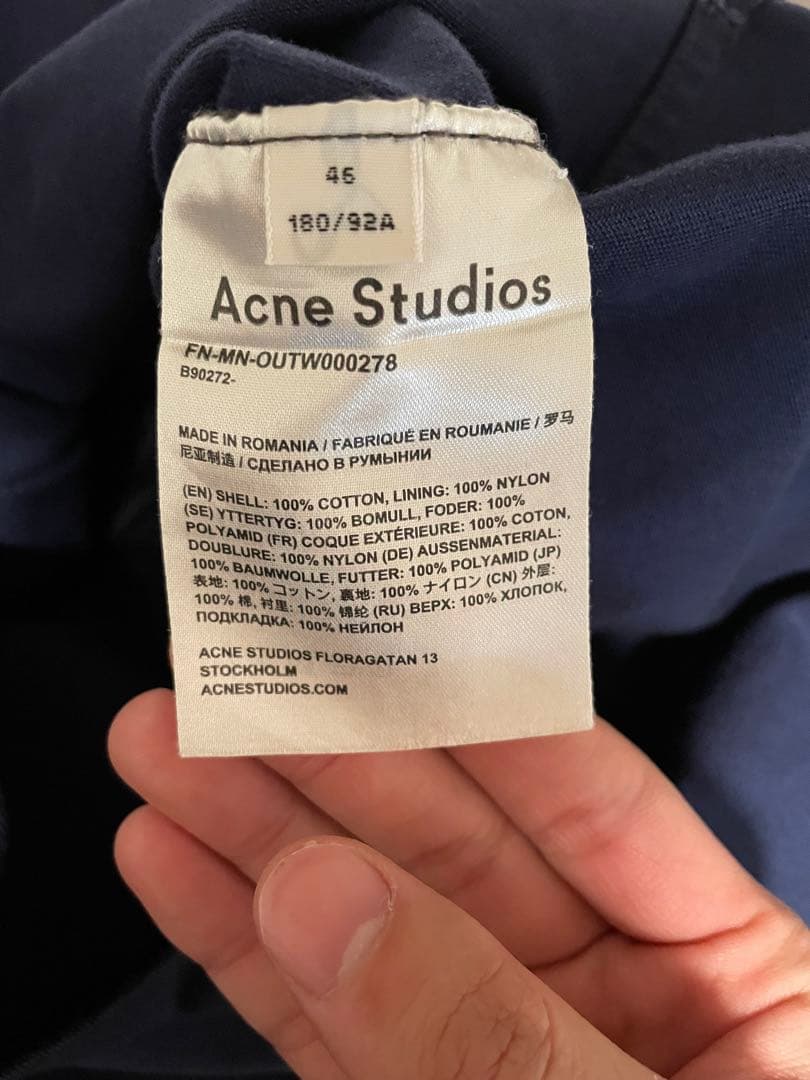 46
180/92A
Acne Studios
FN-MN-OUTW000278
B90272-
MADE IN ROMANIA / FABRIQUÉ EN ROUMANIE / 罗马
尼亚制造 / СДЕЛАНО В РУМЫНИИ
(EN) SHELL: 100% COTTON, LINING: 100% NYLON
(SE) YTTERTYG: 100% BOMULL, FODER: 100%
POLYAMID (FR) COQUE EXTÉRIEURE: 100% COTON,
DOUBLURE: 100% NYLON (DE) AUSSENMATERIAL:
100% BAUMWOLLE, FUTTER: 100% POLYAMID (JP)
表地: 100% コットン, 裏地: 100% ナイロン (CN) 外层:
100% 棉, 衬里: 100% 锦纶 (RU) ВЕРХ: 100% ХЛОПОК,
ПОДКЛАДКА: 100% НЕЙЛОН
ACNE STUDIOS FLORAGATAN 13
STOCKHOLM
ACNESTUDIOS.COM